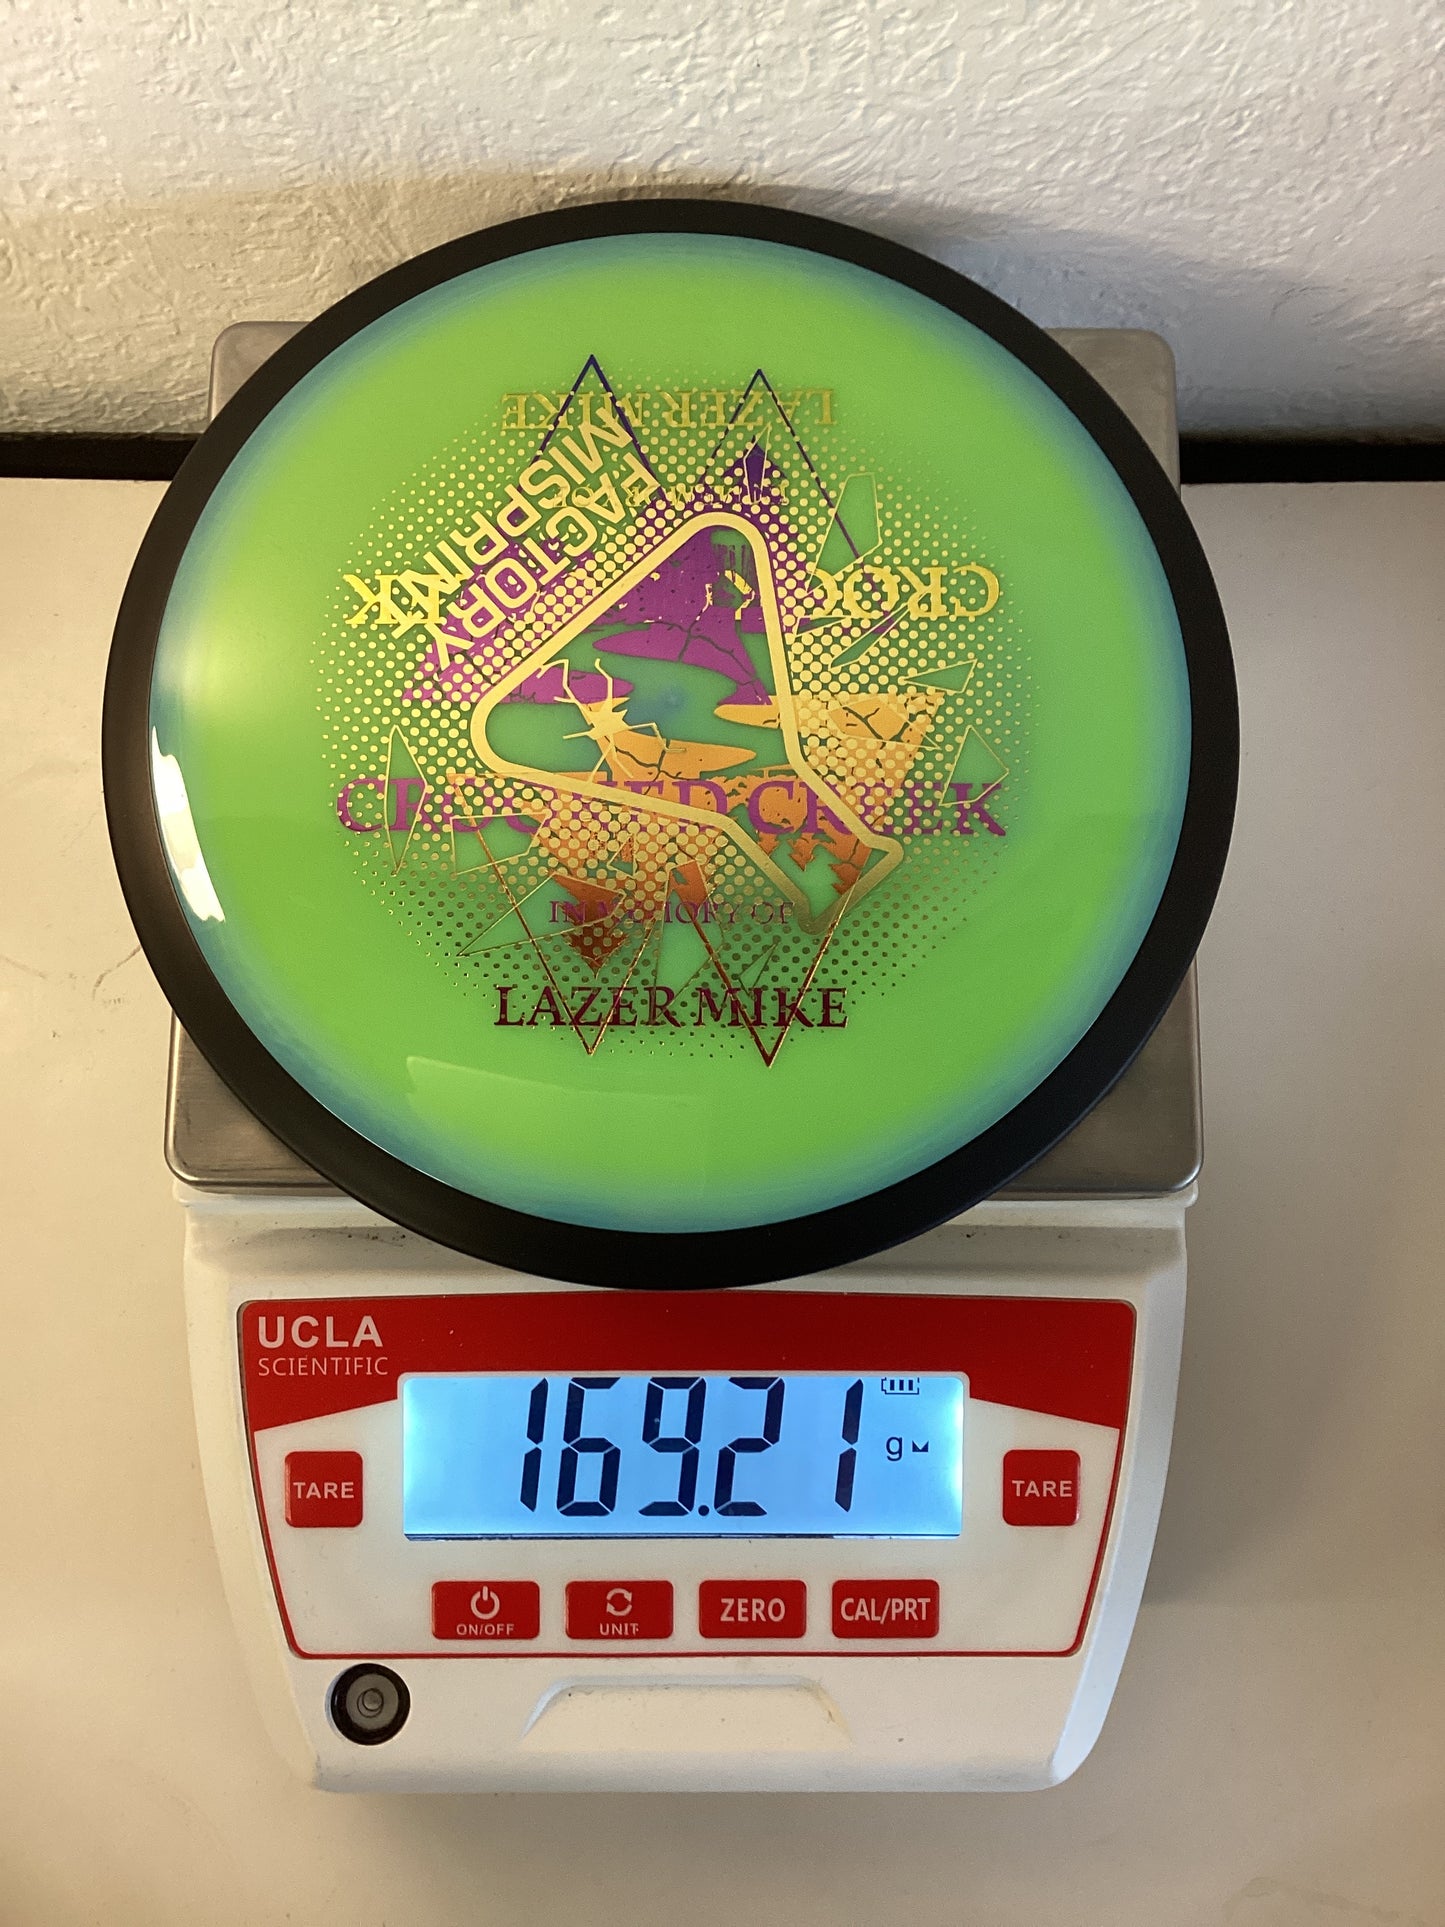 LAZER MIKE
FACTORY
MISPRINT
CROOKED CREEK
IN MEMORY OF
LAZER MIKE
UCLA
SCIENTIFIC
169.21 g
TARE
TARE
ON/OFF
UNIT
ZERO
CAL/PRT